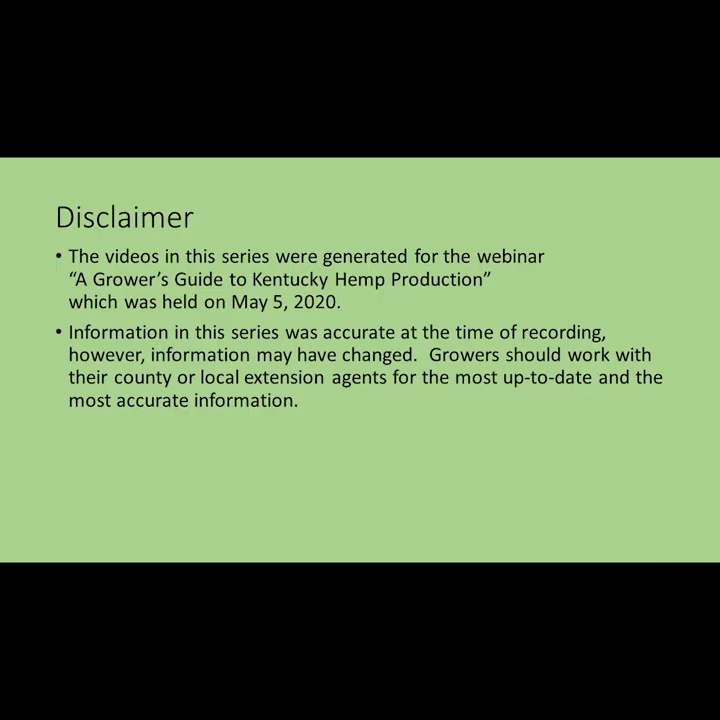 Disclaimer
• The videos in this series were generated for the webinar
“A Grower’s Guide to Kentucky Hemp Production”
which was held on May 5, 2020.
• Information in this series was accurate at the time of recording,
however, information may have changed.  Growers should work with
their county or local extension agents for the most up-to-date and the
most accurate information.